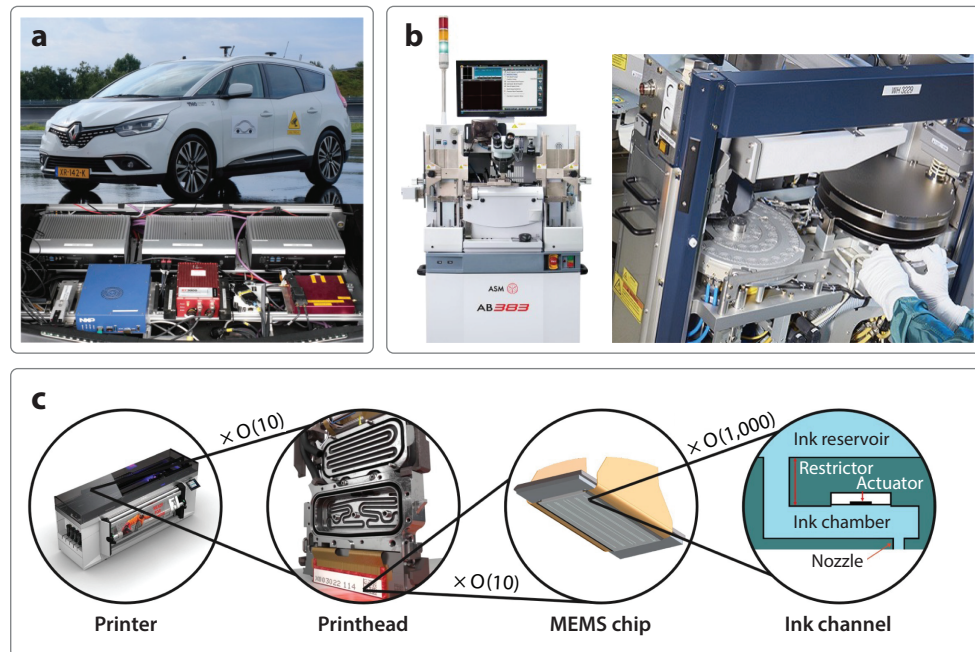 a
XR-142-K
NXP
b
WH 3229
ASM
AB383
c
× O(10)
× O(1,000)
× O(10)
Ink reservoir
Restrictor
Actuator
Ink chamber
Nozzle
Printer
Printhead
MEMS chip
Ink channel